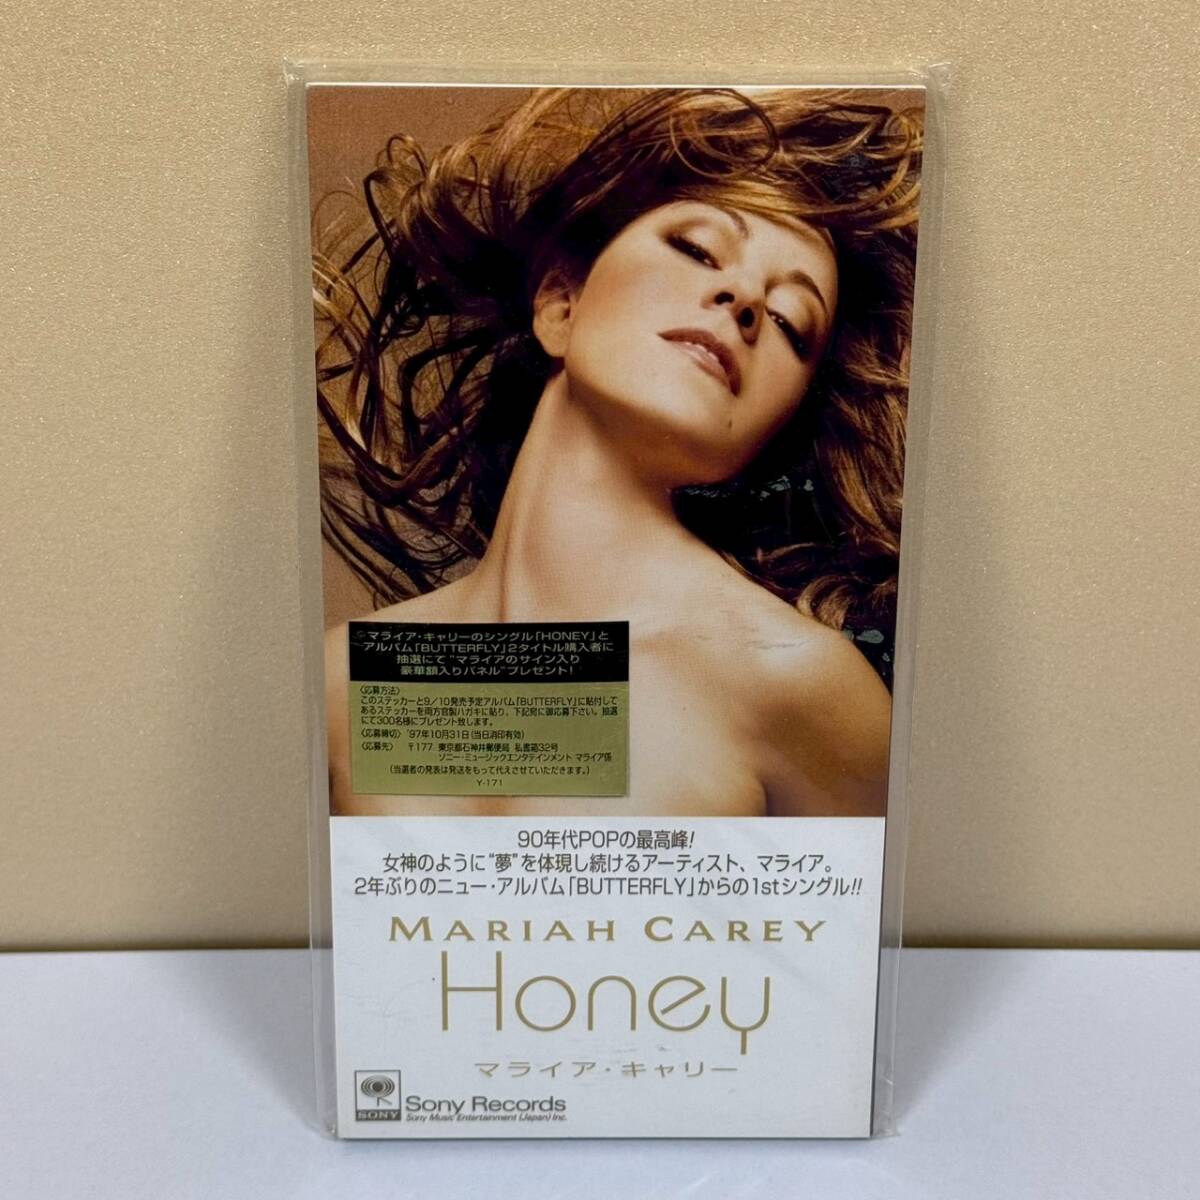 マライア・キャリーのシングル「HONEY」と
アルバム「BUTTERFLY」2タイトル購入者に
抽選にて"マライアのサイン入り
豪華額入りパネル"プレゼント!
〈応募方法〉
このステッカーと9/10発売予定アルバム「BUTTERFLY」に貼付して
あるステッカーを両方官製ハガキに貼り、下記宛に御応募下さい。抽選
にて300名様にプレゼント致します。
〈応募締切〉 '97年10月31日(当日消印有効)
〈応募先〉 〒177 東京都石神井郵便局 私書箱32号
ソニー・ミュージックエンタテインメント マライア係
(当選者の発表は発送をもって代えさせていただきます。)
Y-171
90年代POPの最高峰!
女神のように"夢"を体現し続けるアーティスト、マライア。
2年ぶりのニュー・アルバム「BUTTERFLY」からの1stシングル!!
MARIAH CAREY
Honey
マライア・キャリー
SONY Sony Records
Sony Music Entertainment (Japan) Inc.